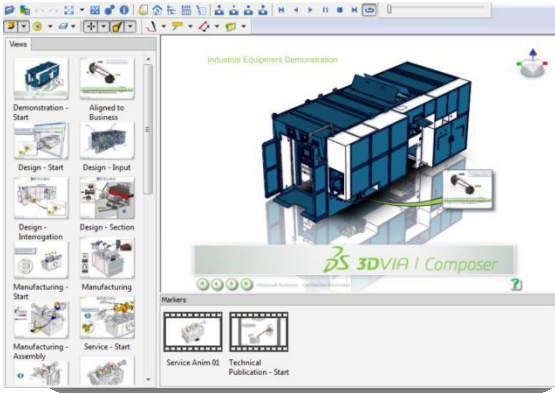 Views
Demonstration -
Start
Aligned to
Business
Design - Start
Design - Input
Design -
Interrogation
Design - Section
Manufacturing -
Start
Manufacturing
Manufacturing -
Assembly
Service - Start
Industrial Equipment Demonstration
3DVIA | Composer
?
Markers
Service Anim 01
Technical
Publication - Start